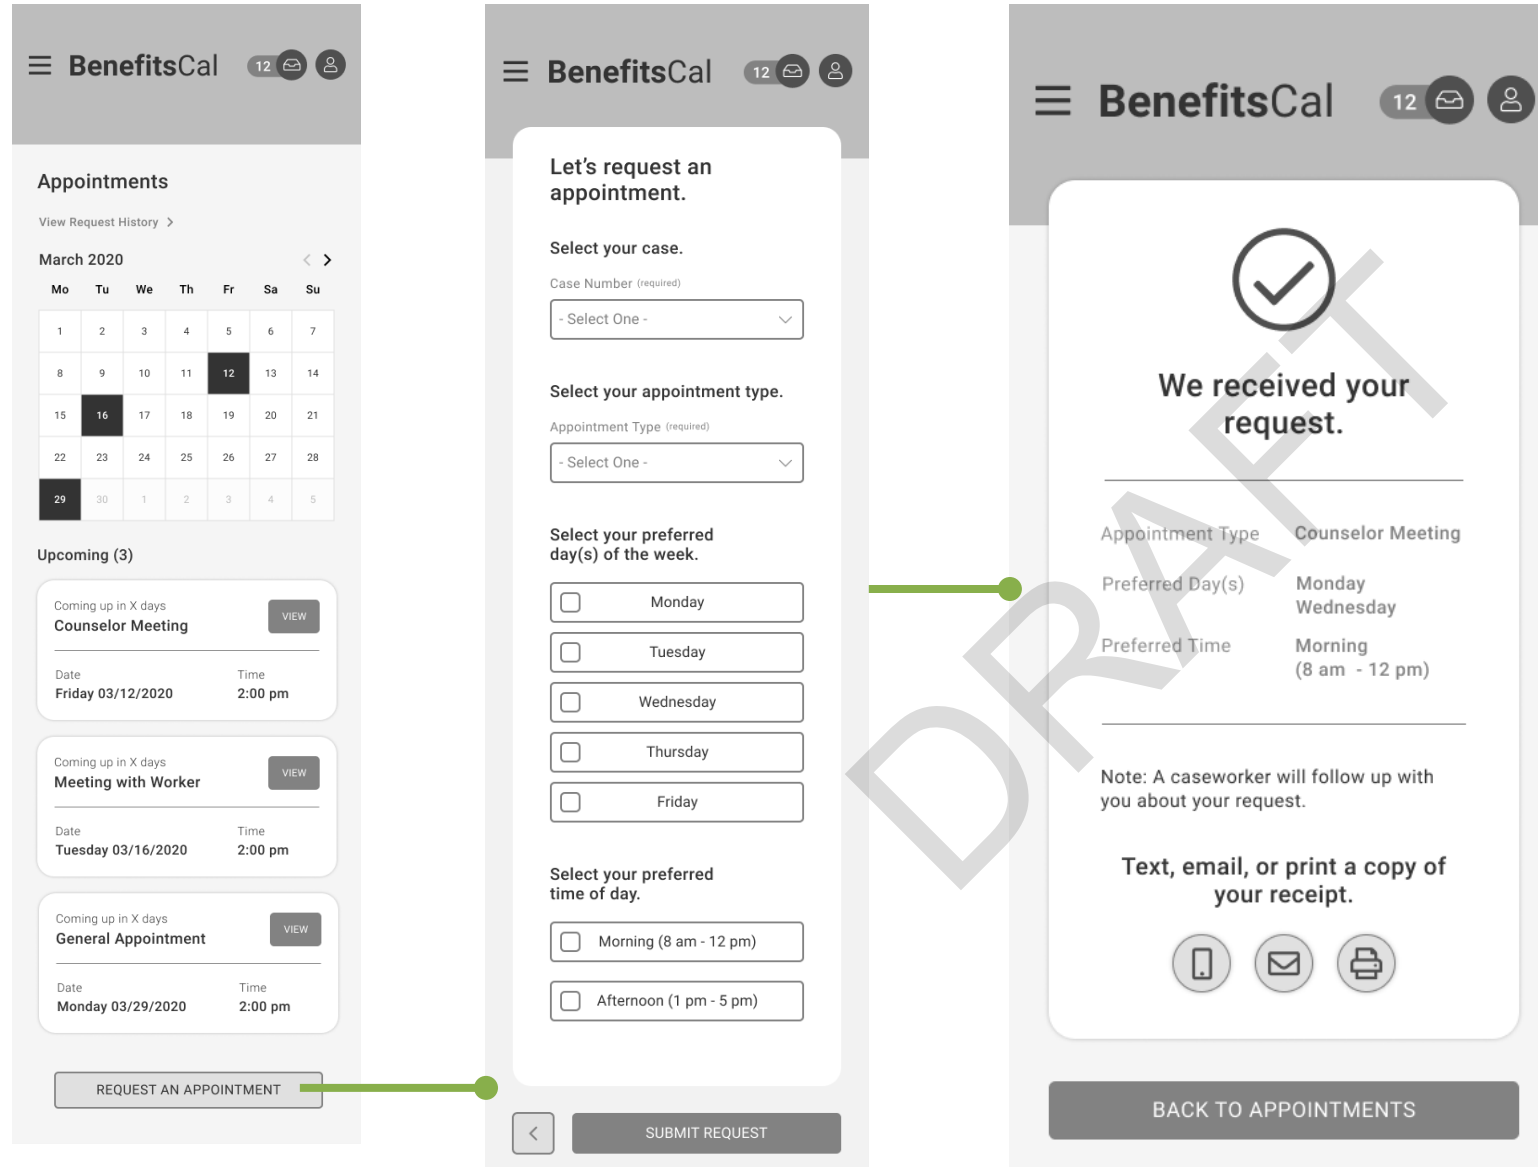 BenefitsCal
12
Appointments
View Request History
March 2020
Mo Tu We Th Fr Sa Su
1 2 3 4 5 6 7
8 9 10 11 12 13 14
15 16 17 18 19 20 21
22 23 24 25 26 27 28
29 30 1 2 3 4 5
Upcoming (3)
Coming up in X days
Counselor Meeting
VIEW
Date Time
Friday 03/12/2020 2:00 pm
Coming up in X days
Meeting with Worker
VIEW
Date Time
Tuesday 03/16/2020 2:00 pm
Coming up in X days
General Appointment
VIEW
Date Time
Monday 03/29/2020 2:00 pm
REQUEST AN APPOINTMENT
BenefitsCal
12
Let's request an
appointment.
Select your case.
Case Number (required)
- Select One -
Select your appointment type.
Appointment Type (required)
- Select One -
Select your preferred
day(s) of the week.
Monday
Tuesday
Wednesday
Thursday
Friday
Select your preferred
time of day.
Morning (8 am - 12 pm)
Afternoon (1 pm - 5 pm)
SUBMIT REQUEST
BenefitsCal
12
We received your
request.
Appointment Type Counselor Meeting
Preferred Day(s) Monday
Wednesday
Preferred Time Morning
(8 am - 12 pm)
Note: A caseworker will follow up with
you about your request.
Text, email, or print a copy of
your receipt.
BACK TO APPOINTMENTS
DRAFT